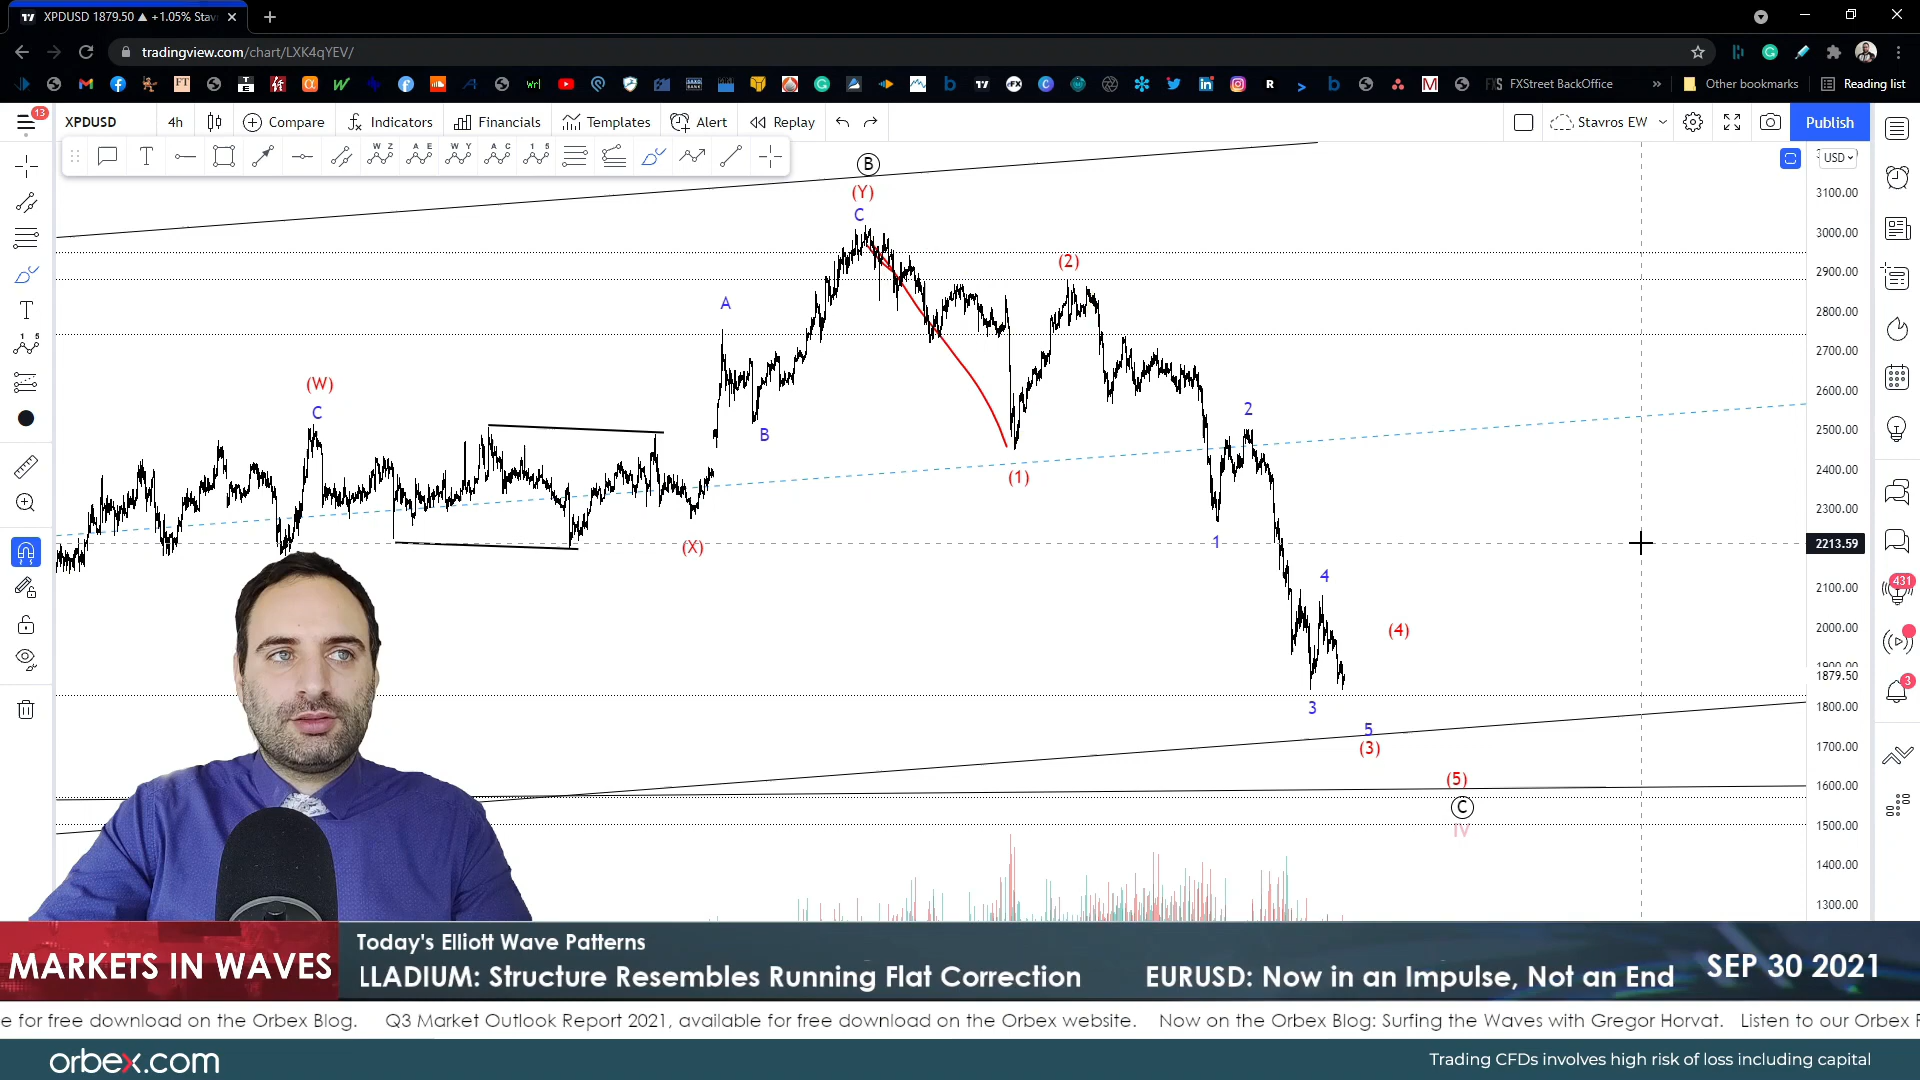 XPDUSD 1879.50 ▲ +1.05% Stav
tradingview.com/chart/LXK4qYEV/
FXStreet BackOffice
Other bookmarks
Reading list
13
XPDUSD
4h
Compare
Indicators
Financials
Templates
Alert
Replay
Stavros EW
Publish
USD
B
(Y)
C
(2)
A
(W)
C
B
2
(1)
(X)
1
4
(4)
3
5
(3)
(5)
C
IV
3100.00
3000.00
2900.00
2800.00
2700.00
2600.00
2500.00
2400.00
2300.00
2213.59
2100.00
2000.00
1900.00
1879.50
1800.00
1700.00
1600.00
1500.00
1400.00
1300.00
431
3
MARKETS IN WAVES
Today's Elliott Wave Patterns
LLADIUM: Structure Resembles Running Flat Correction
EURUSD: Now in an Impulse, Not an End
SEP 30 2021
e for free download on the Orbex Blog. Q3 Market Outlook Report 2021, available for free download on the Orbex website. Now on the Orbex Blog: Surfing the Waves with Gregor Horvat. Listen to our Orbex F
orbex.com
Trading CFDs involves high risk of loss including capital